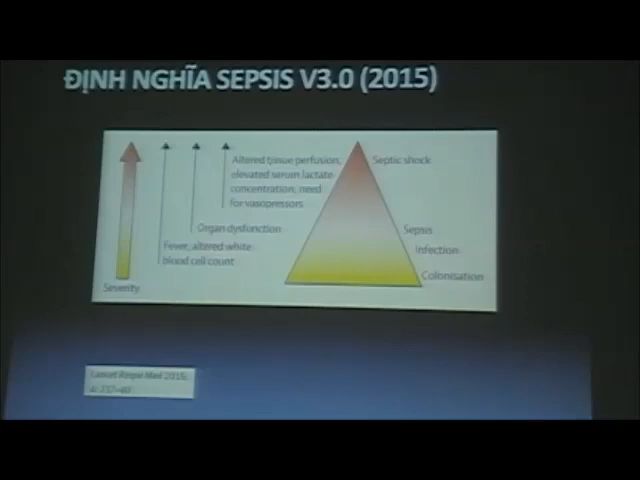 ĐỊNH NGHĨA SEPSIS V3.0 (2015)
Altered tissue perfusion,
elevated serum lactate
concentration, need
for vasopressors
Organ dysfunction
Fever, altered white
blood cell count
Severity
Septic shock
Sepsis
Infection
Colonisation
Lancet Respir Med 2015;